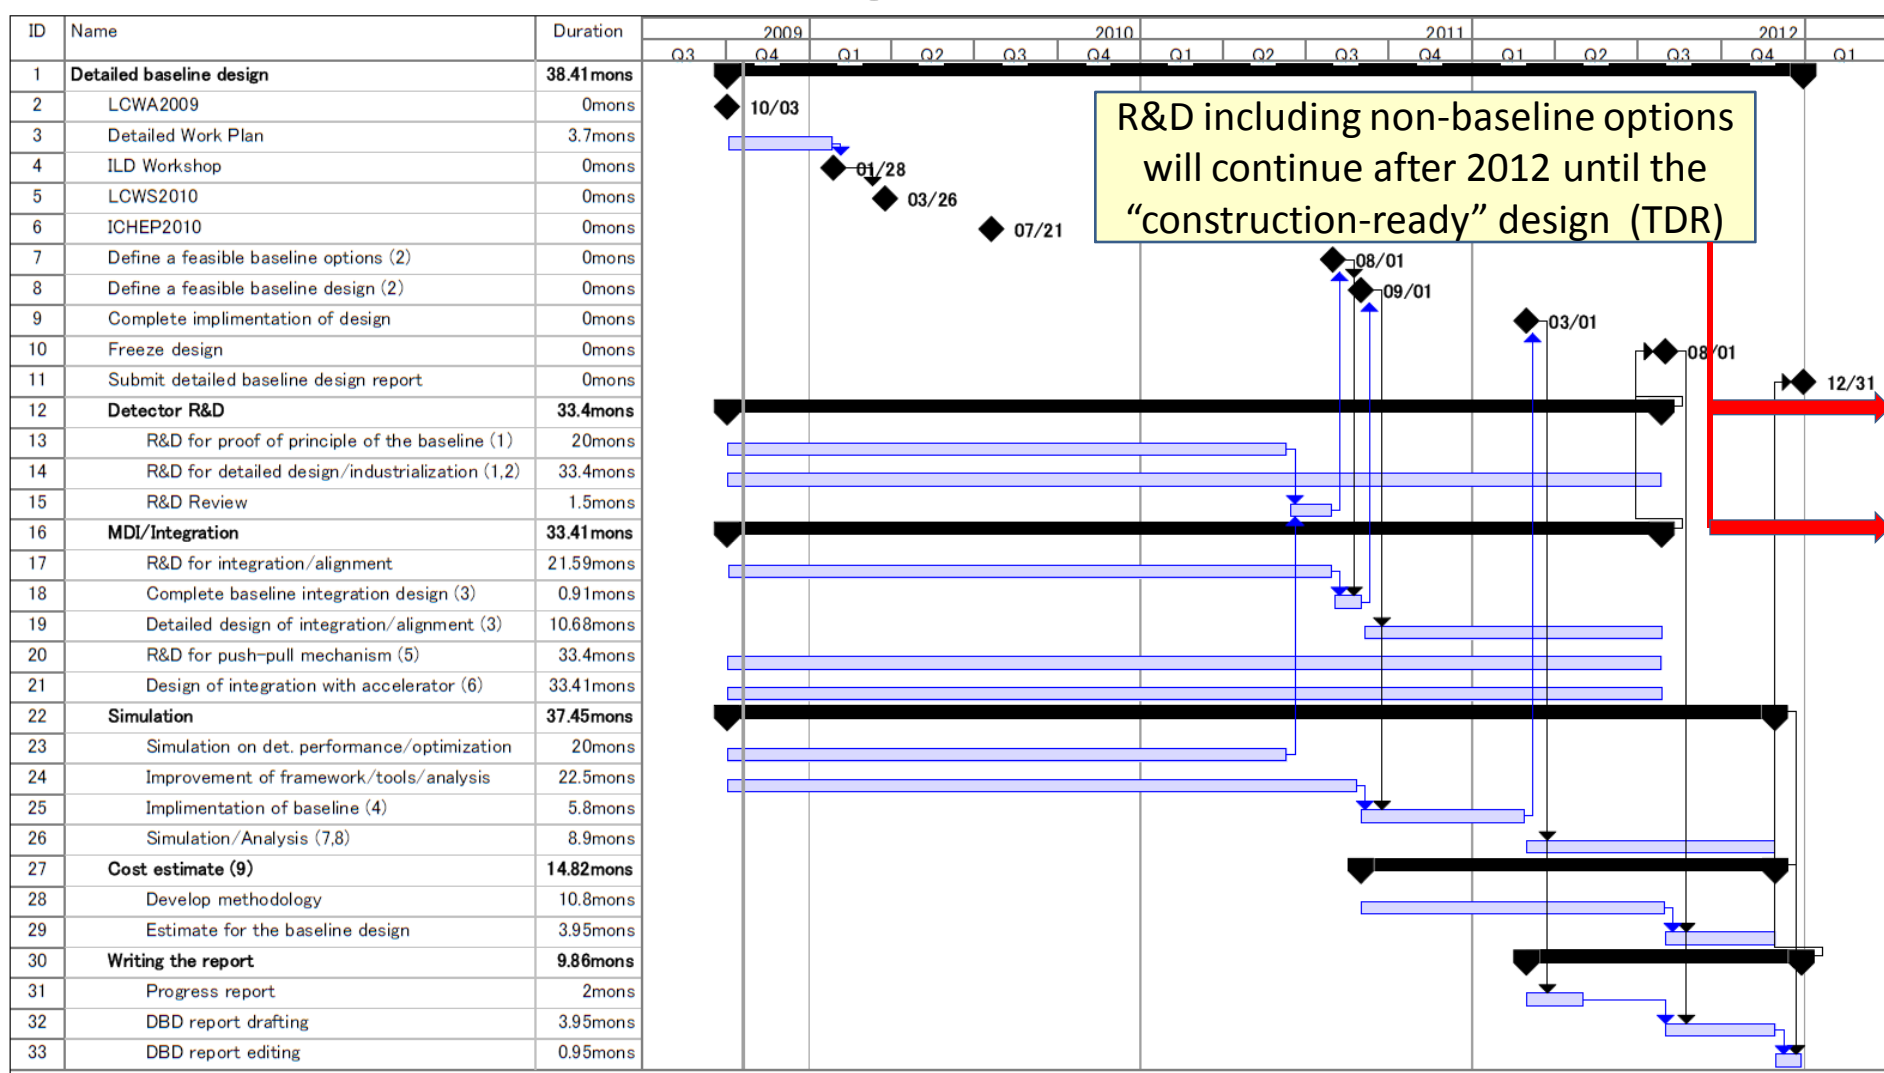 ID Name Duration 2009 2010 2011 2012
Q3 Q4 Q1 Q2 Q3 Q4 Q1 Q2 Q3 Q4 Q1 Q2 Q3 Q4 Q1
1 Detailed baseline design 38.41mons
2 LCWA2009 0mons 10/03
3 Detailed Work Plan 3.7mons
4 ILD Workshop 0mons 01/28
5 LCWS2010 0mons 03/26
6 ICHEP2010 0mons 07/21
R&D including non-baseline options
will continue after 2012 until the
“construction-ready” design (TDR)
7 Define a feasible baseline options (2) 0mons 08/01
8 Define a feasible baseline design (2) 0mons 09/01
9 Complete implimentation of design 0mons 03/01
10 Freeze design 0mons 08/01
11 Submit detailed baseline design report 0mons 12/31
12 Detector R&D 33.4mons
13 R&D for proof of principle of the baseline (1) 20mons
14 R&D for detailed design/industrialization (1,2) 33.4mons
15 R&D Review 1.5mons
16 MDI/Integration 33.41mons
17 R&D for integration/alignment 21.59mons
18 Complete baseline integration design (3) 0.91mons
19 Detailed design of integration/alignment (3) 10.68mons
20 R&D for push-pull mechanism (5) 33.4mons
21 Design of integration with accelerator (6) 33.41mons
22 Simulation 37.45mons
23 Simulation on det. performance/optimization 20mons
24 Improvement of framework/tools/analysis 22.5mons
25 Implimentation of baseline (4) 5.8mons
26 Simulation/Analysis (7,8) 8.9mons
27 Cost estimate (9) 14.82mons
28 Develop methodology 10.8mons
29 Estimate for the baseline design 3.95mons
30 Writing the report 9.86mons
31 Progress report 2mons
32 DBD report drafting 3.95mons
33 DBD report editing 0.95mons